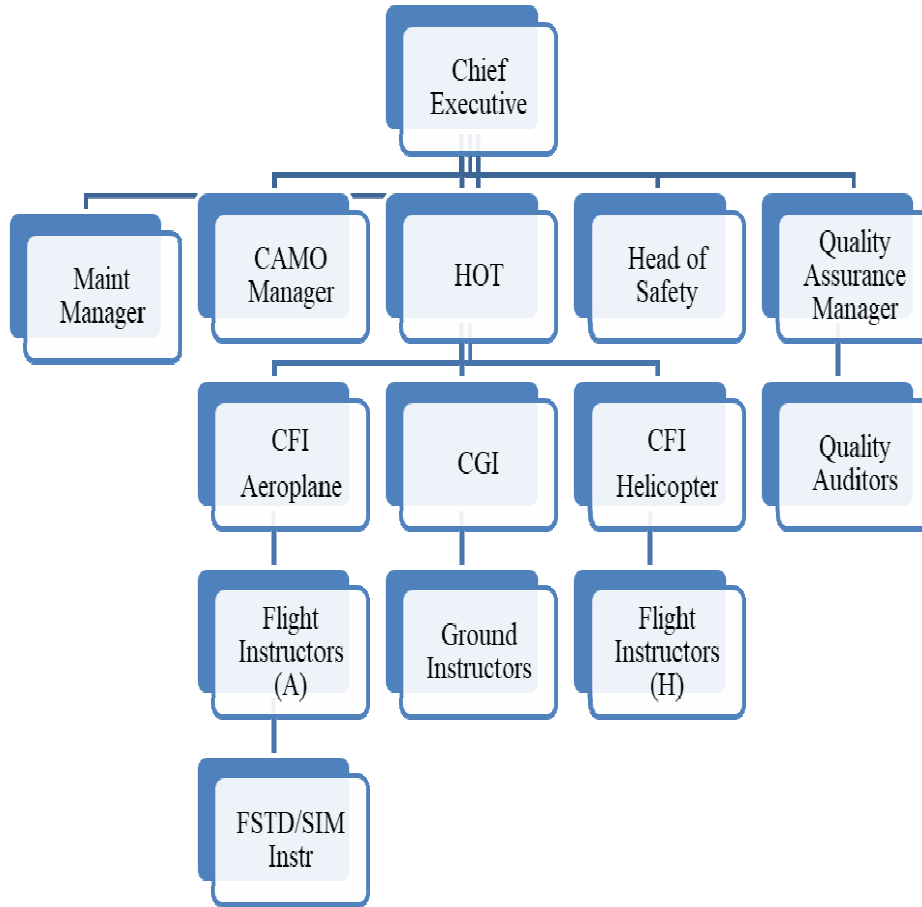 Chief
Executive
Maint
Manager
CAMO
Manager
HOT
Head of
Safety
Quality
Assurance
Manager
CFI
Aeroplane
CGI
CFI
Helicopter
Quality
Auditors
Flight
Instructors
(A)
Ground
Instructors
Flight
Instructors
(H)
FSTD/SIM
Instr